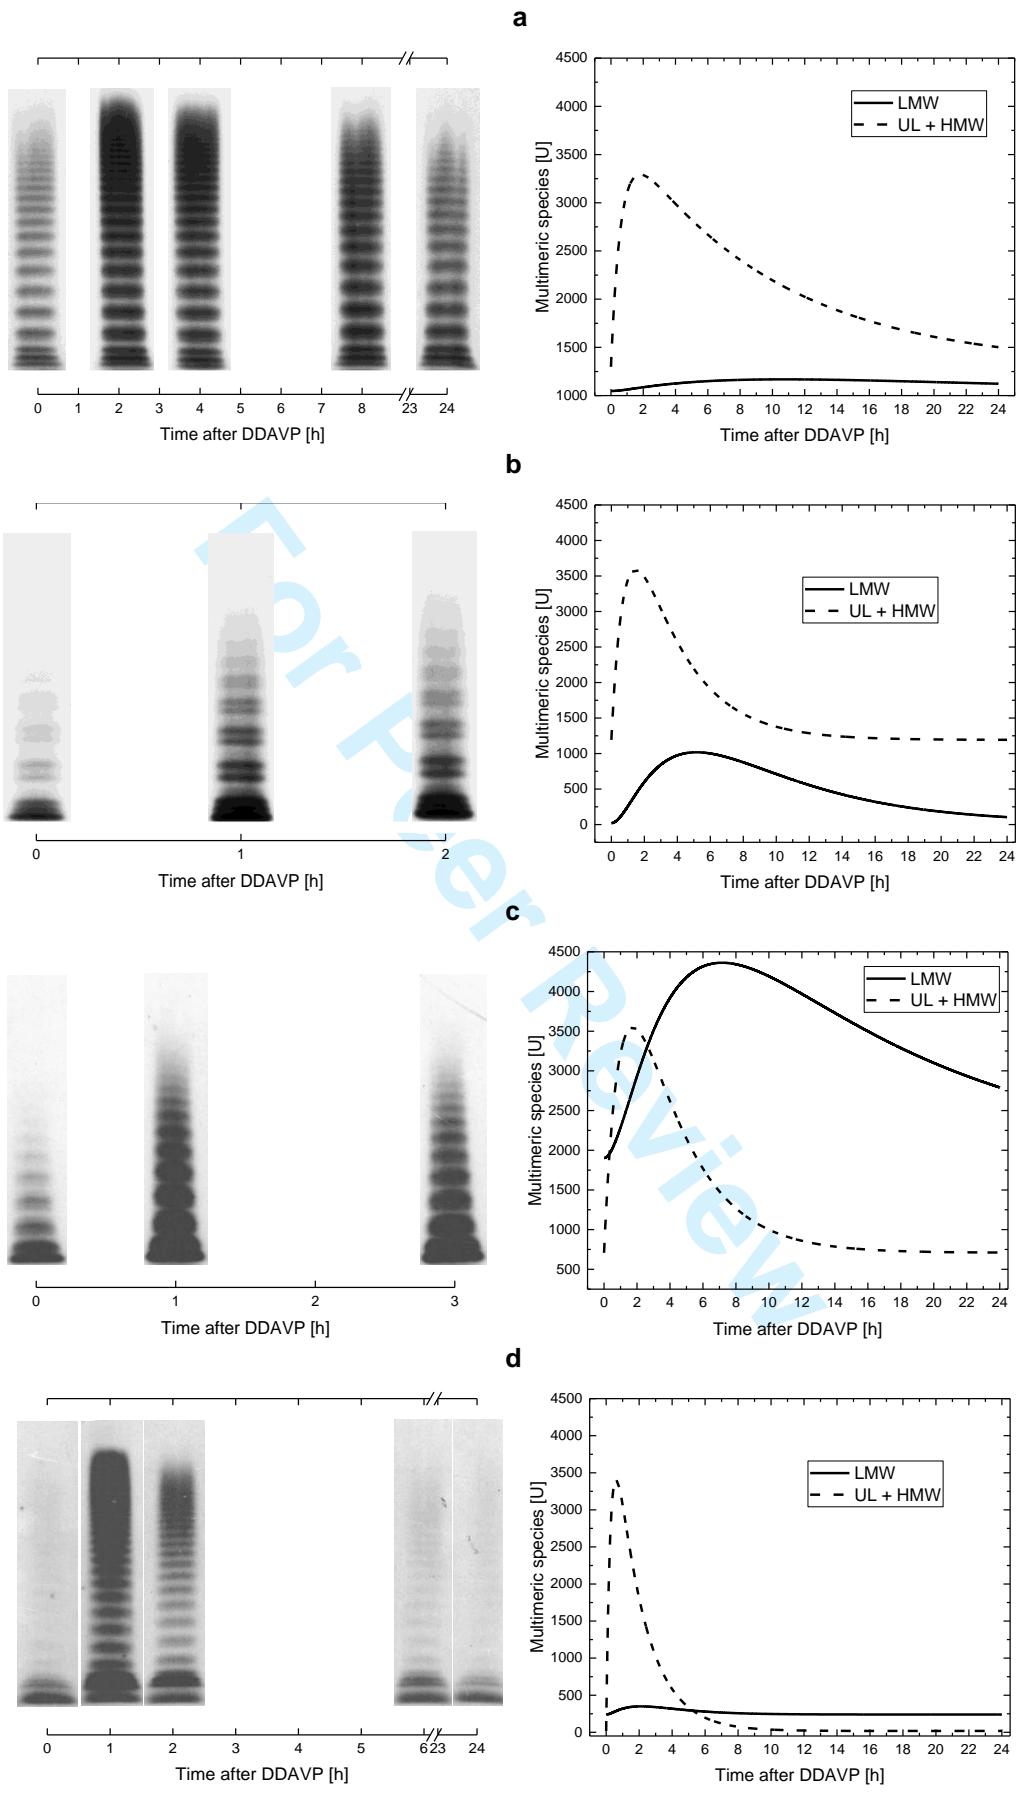 a
4500
4000
3500
3000
2500
2000
1500
1000
Multimeric species [U]
LMW
UL + HMW
0 2 4 6 8 10 12 14 16 18 20 22 24
Time after DDAVP [h]
0 1 2 3 4 5 6 7 8 23 24
Time after DDAVP [h]
b
4500
4000
3500
3000
2500
2000
1500
1000
500
0
Multimeric species [U]
LMW
UL + HMW
0 2 4 6 8 10 12 14 16 18 20 22 24
Time after DDAVP [h]
0 1 2
Time after DDAVP [h]
c
4500
4000
3500
3000
2500
2000
1500
1000
500
Multimeric species [U]
LMW
UL + HMW
0 2 4 6 8 10 12 14 16 18 20 22 24
Time after DDAVP [h]
0 1 2 3
Time after DDAVP [h]
d
4500
4000
3500
3000
2500
2000
1500
1000
500
0
Multimeric species [U]
LMW
UL + HMW
0 2 4 6 8 10 12 14 16 18 20 22 24
Time after DDAVP [h]
0 1 2 3 4 5 6 23 24
Time after DDAVP [h]
For Peer Review